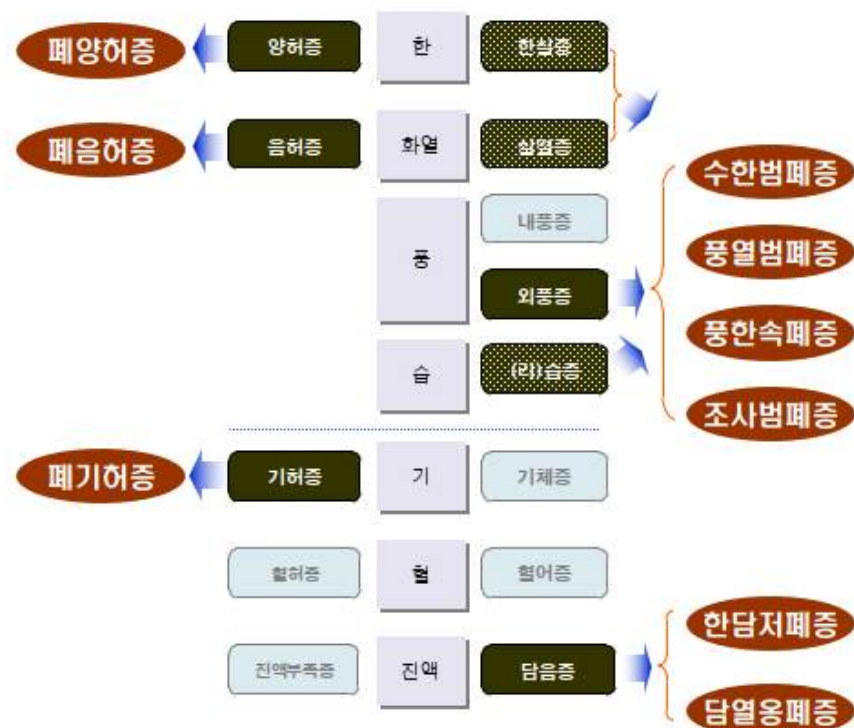 폐양허증 양허증 한 한실증
폐음허증 음허증 화열 실열증
수한범폐증
내풍증
풍
풍열범폐증
외풍증
풍한속폐증
습 (리)습증
조사범폐증
폐기허증 기허증 기 기체증
혈허증 혈 혈어증
한담저폐증
진액부족증 진액 담음증
담열옹폐증